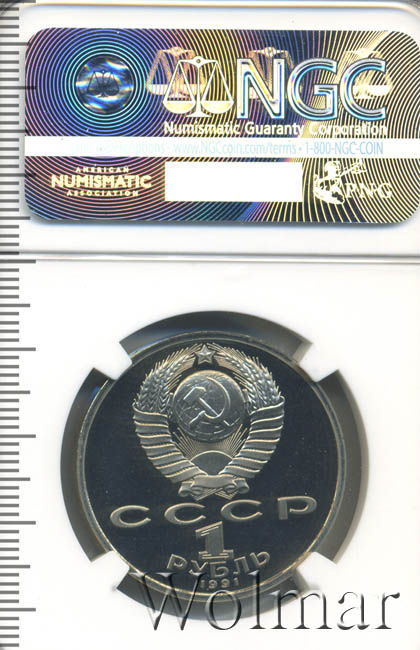 NGC
Numismatic Guaranty Corporation
www.NGCcoin.com/terms • 1-800-NGC-COIN
AMERICAN
NUMISMATIC
ASSOCIATION
PNG
СССР
1
РУБЛЬ
1991
Wolmar